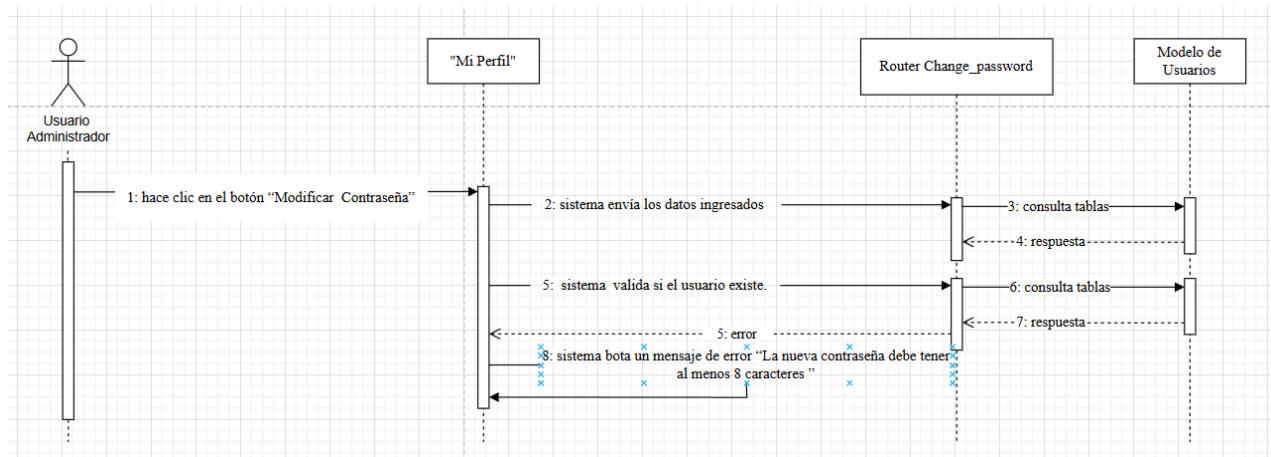 "Mi Perfil"
Router Change_password
Modelo de
Usuarios
Usuario
Administrador
1: hace clic en el botón “Modificar Contraseña”
2: sistema envía los datos ingresados
3: consulta tablas
4: respuesta
5: sistema valida si el usuario existe.
6: consulta tablas
7: respuesta
5: error
8: sistema bota un mensaje de error “La nueva contraseña debe tener
al menos 8 caracteres ”